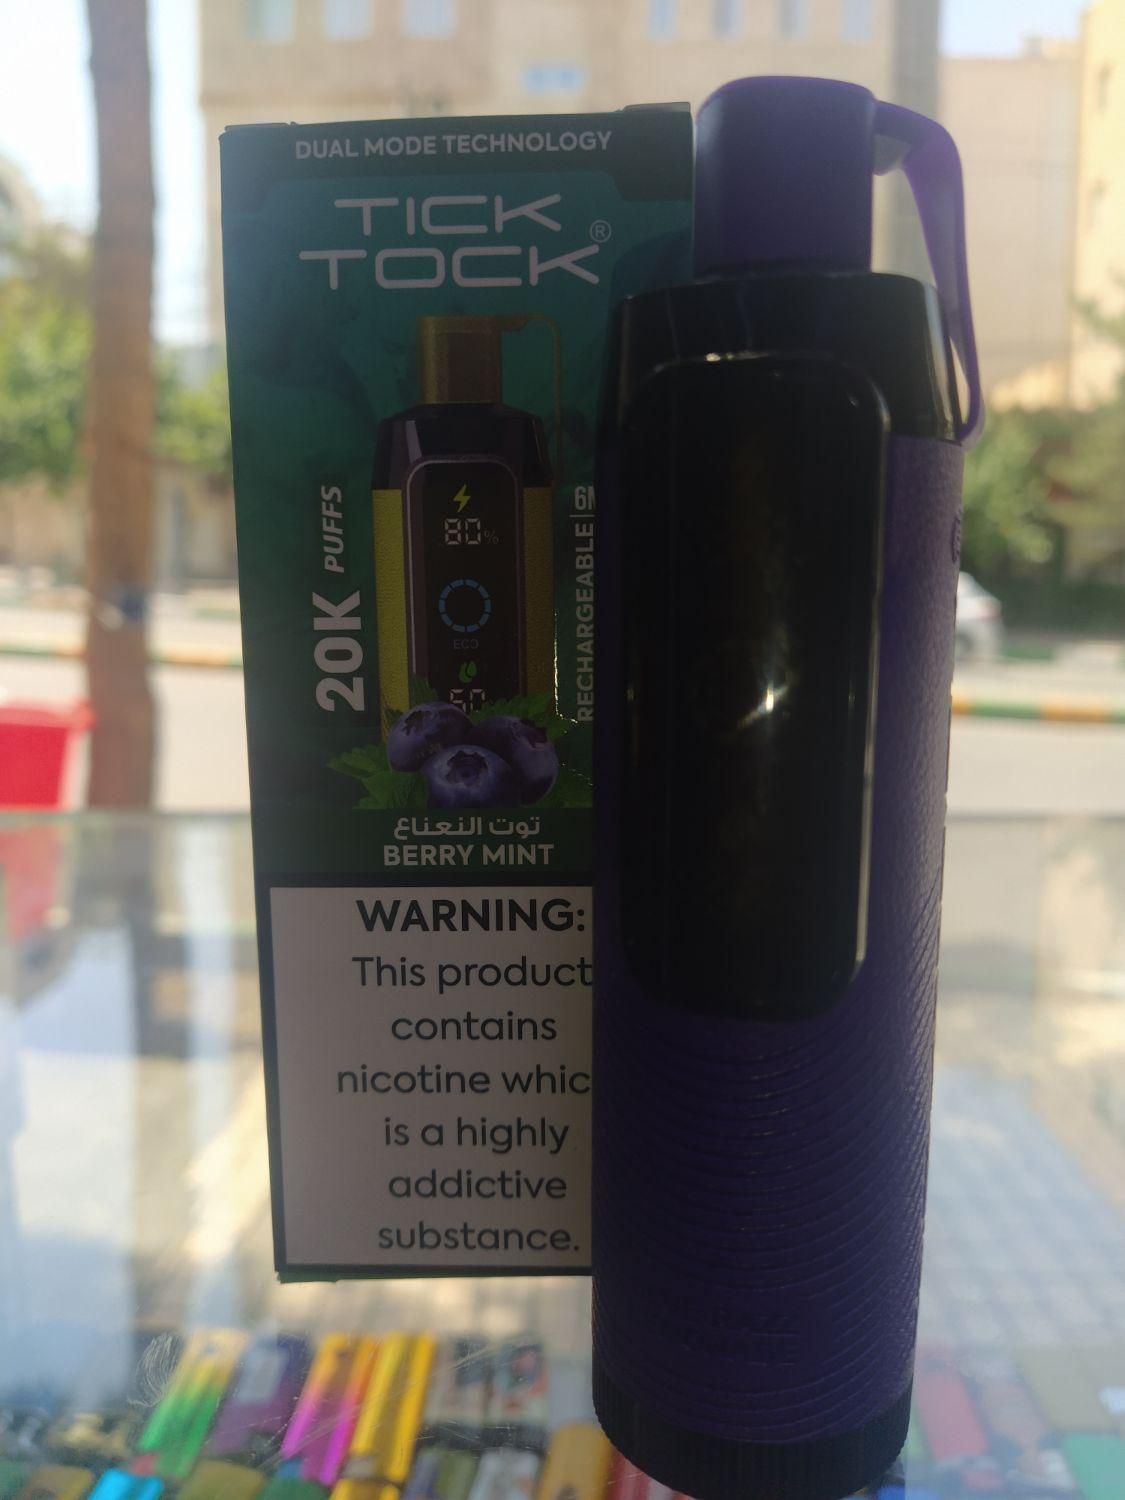 DUAL MODE TECHNOLOGY
TICK
TOCK®
20K PUFFS
RECHARGEABLE
80%
ECO
توت النعناع
BERRY MINT
WARNING:
This product
contains
nicotine whic
is a highly
addictive
substance.